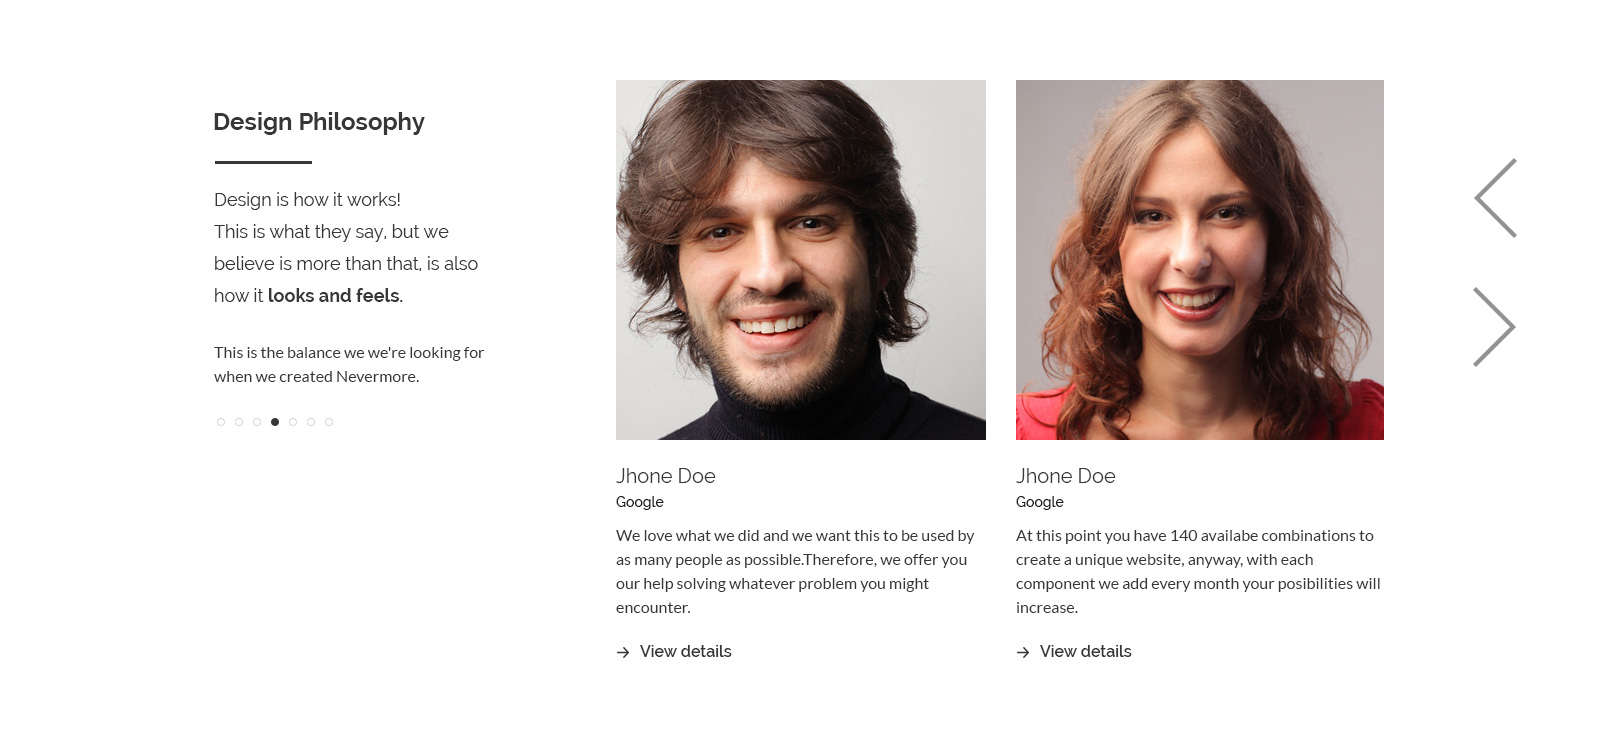 Design Philosophy
Design is how it works!
This is what they say, but we
believe is more than that, is also
how it looks and feels.
This is the balance we we're looking for
when we created Nevermore.
Jhone Doe
Google
We love what we did and we want this to be used by
as many people as possible.Therefore, we offer you
our help solving whatever problem you might
encounter.
View details
Jhone Doe
Google
At this point you have 140 availabe combinations to
create a unique website, anyway, with each
component we add every month your posibilities will
increase.
View details